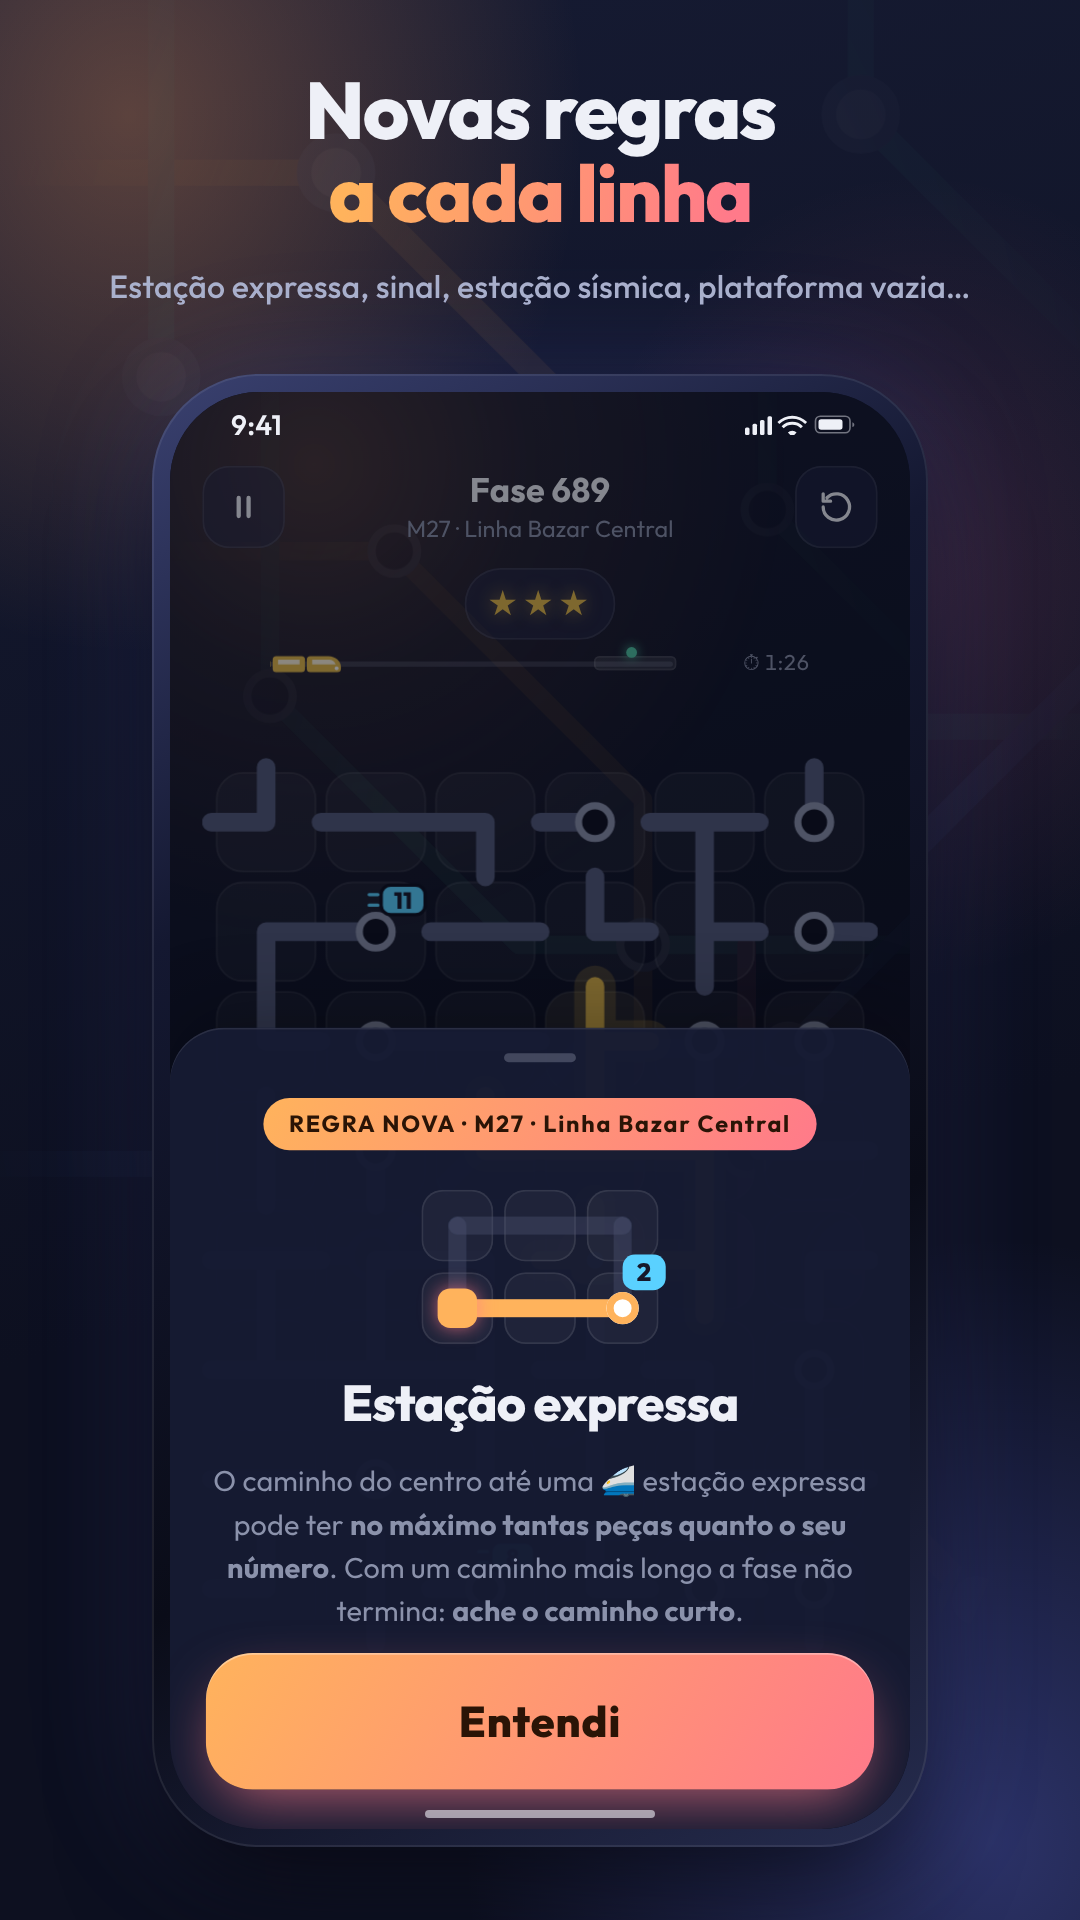 Novas regras
a cada linha
Estação expressa, sinal, estação sísmica, plataforma vazia...
9:41
Fase 689
M27 · Linha Bazar Central
★ ★ ★
⏱ 1:26
11
REGRA NOVA · M27 · Linha Bazar Central
2
Estação expressa
O caminho do centro até uma 🚄 estação expressa
pode ter no máximo tantas peças quanto o seu
número. Com um caminho mais longo a fase não
termina: ache o caminho curto.
Entendi